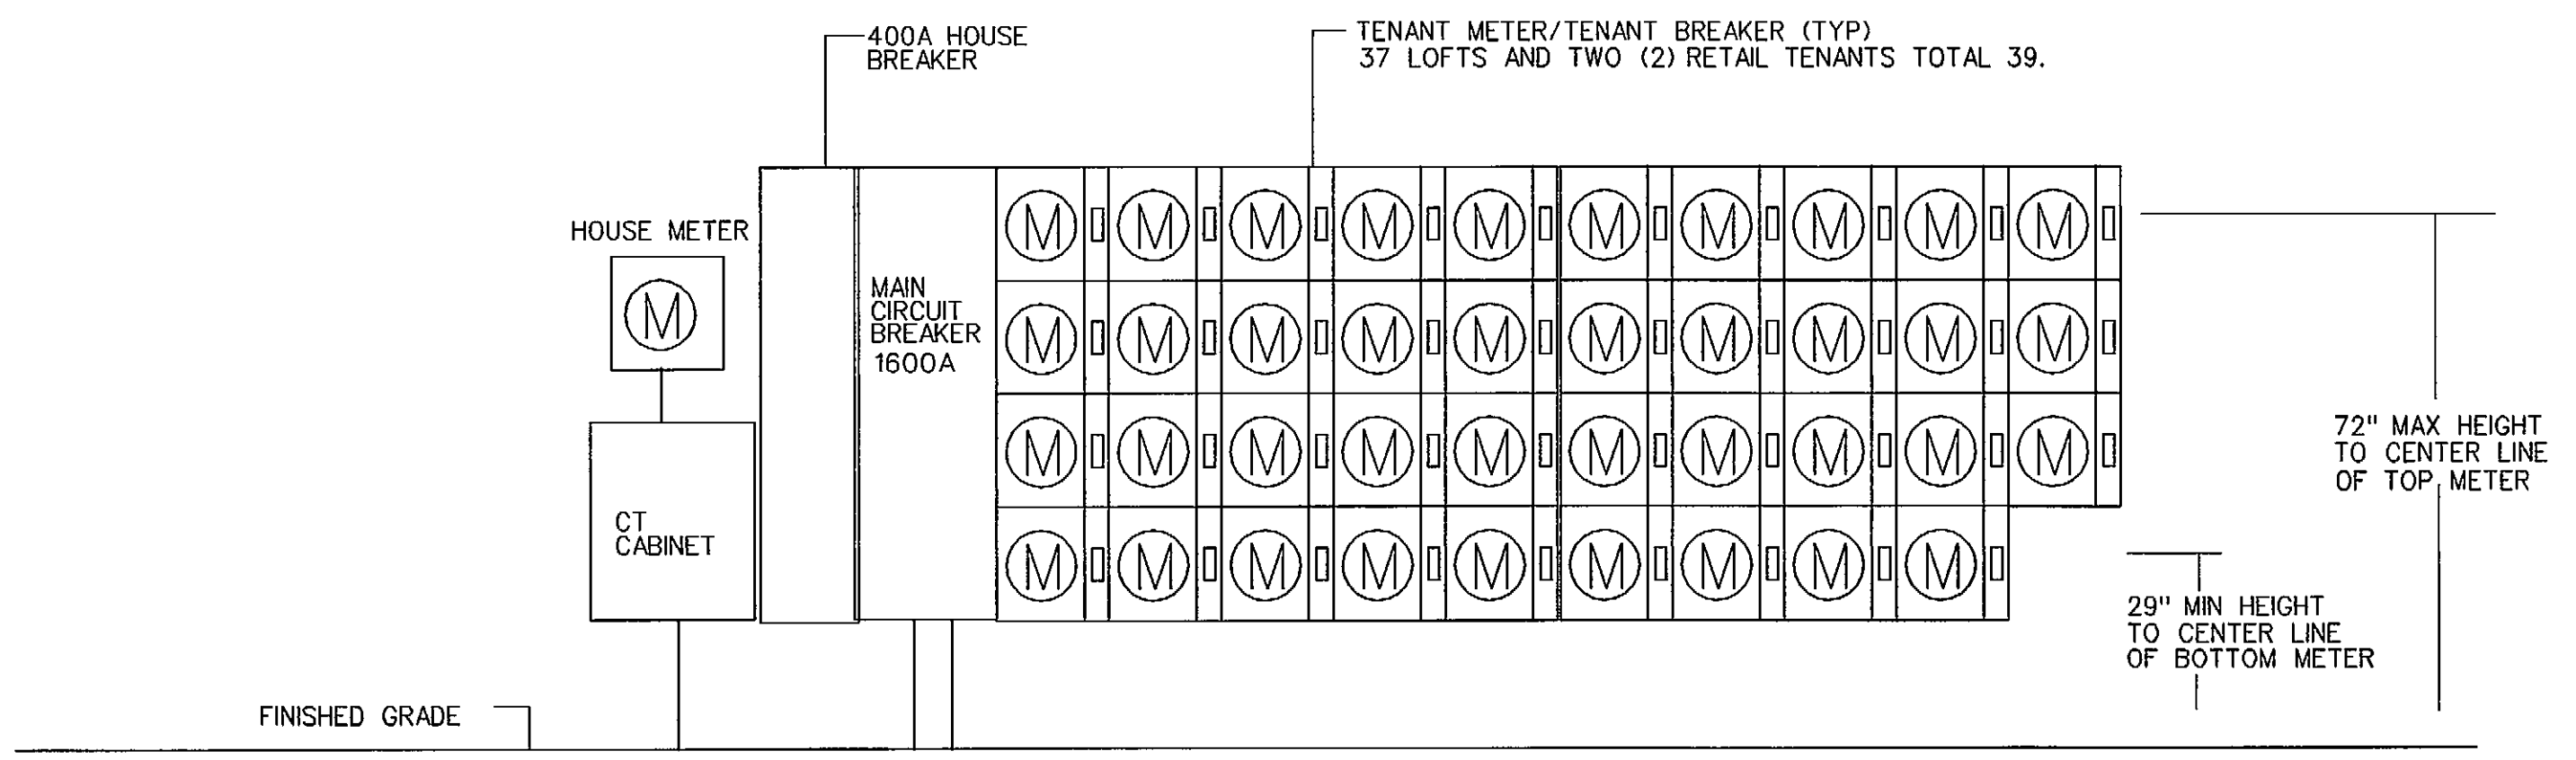 400A HOUSE
BREAKER
TENANT METER/TENANT BREAKER (TYP)
37 LOFTS AND TWO (2) RETAIL TENANTS TOTAL 39.
HOUSE METER
M
MAIN
CIRCUIT
BREAKER
1600A
M M M M M M M M M M
M M M M M M M M M M
M M M M M M M M M M
M M M M M M M M M
CT
CABINET
72" MAX HEIGHT
TO CENTER LINE
OF TOP METER
29" MIN HEIGHT
TO CENTER LINE
OF BOTTOM METER
FINISHED GRADE